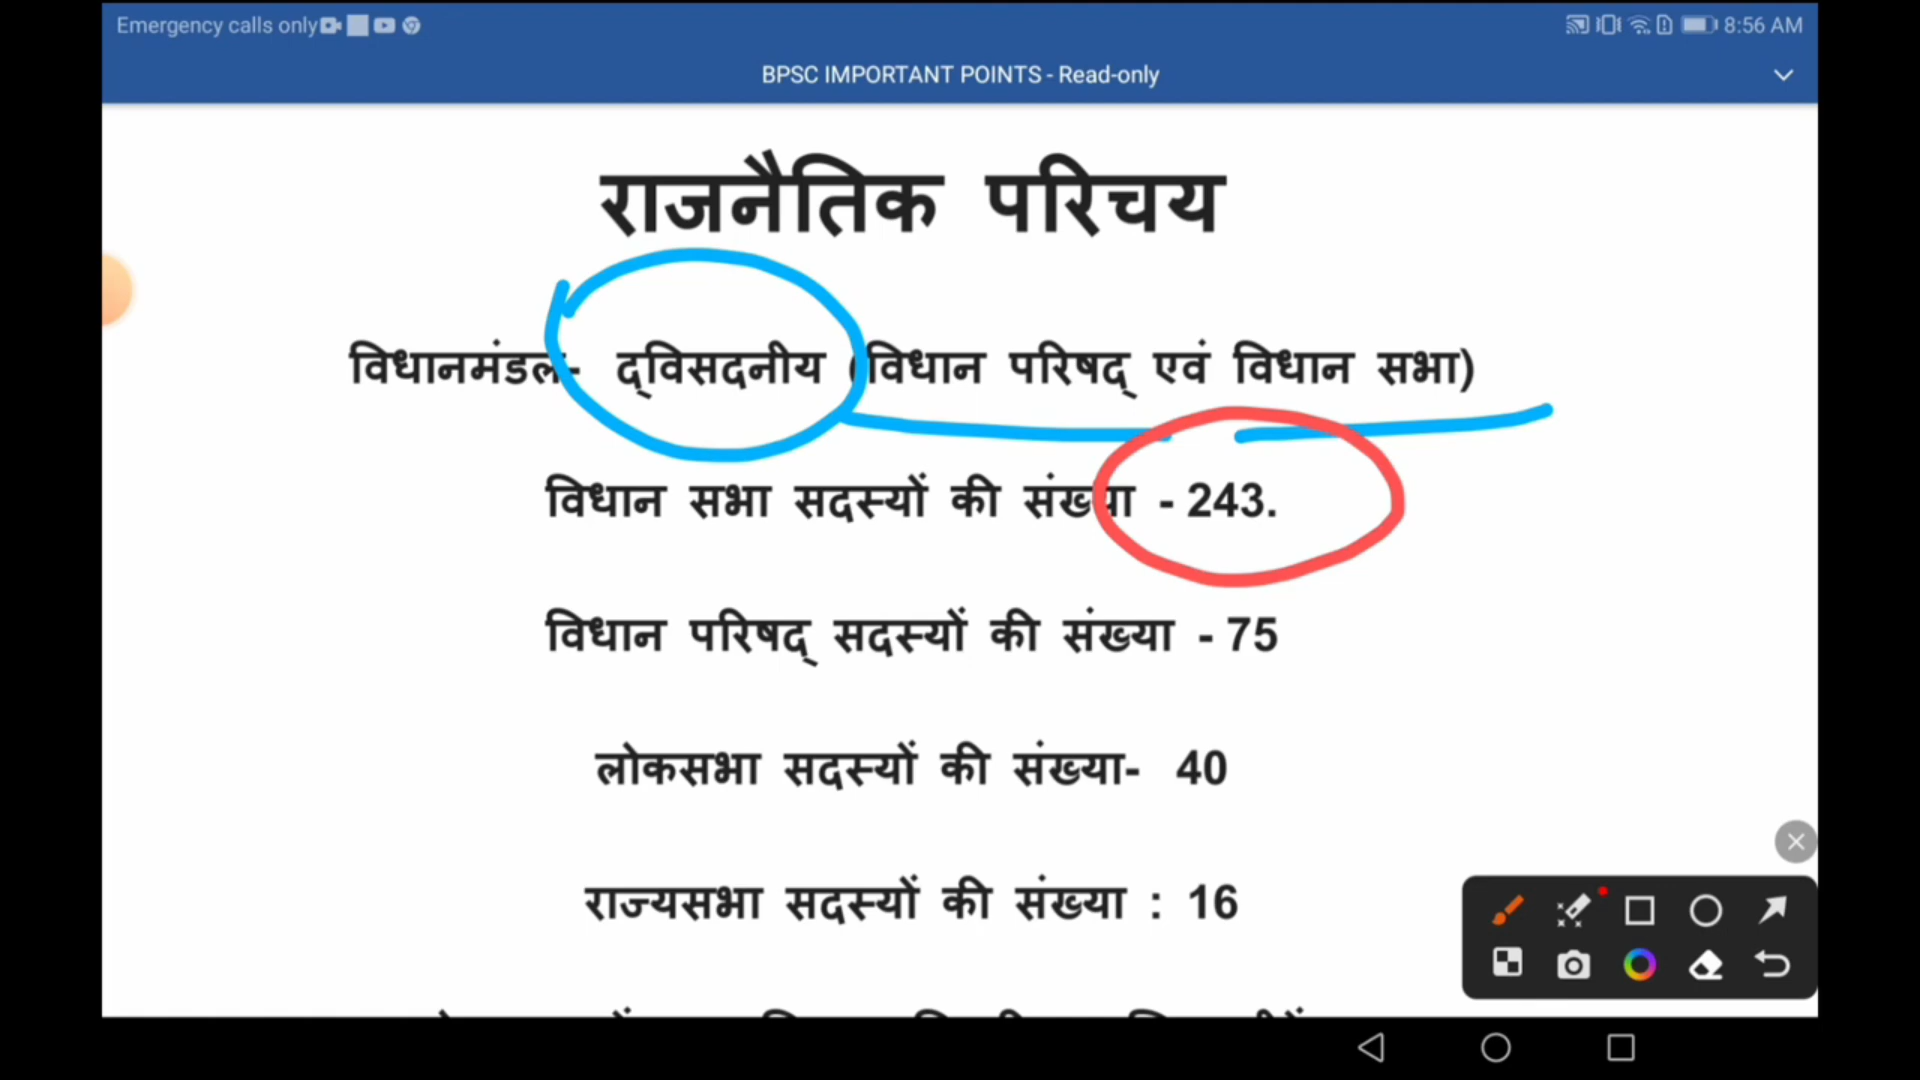 Emergency calls only 8:56 AM
BPSC IMPORTANT POINTS - Read-only
राजनैतिक परिचय
विधानमंडल- द्विसदनीय (विधान परिषद् एवं विधान सभा)
विधान सभा सदस्यों की संख्या - 243.
विधान परिषद् सदस्यों की संख्या - 75
लोकसभा सदस्यों की संख्या- 40
राज्यसभा सदस्यों की संख्या : 16